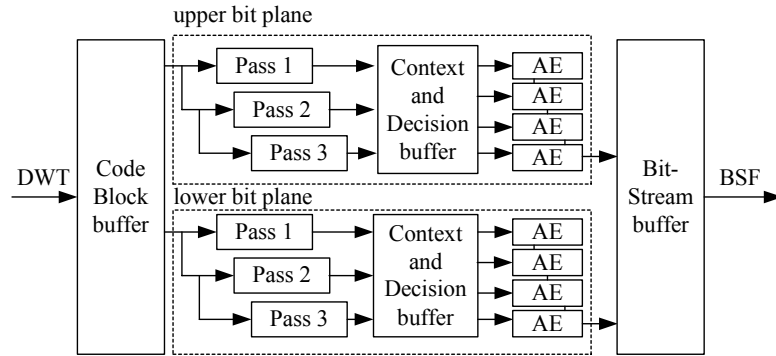 upper bit plane
Pass 1
Pass 2
Pass 3
Context
and
Decision
buffer
AE
AE
AE
AE
DWT
Code
Block
buffer
Bit-
Stream
buffer
BSF
lower bit plane
Pass 1
Pass 2
Pass 3
Context
and
Decision
buffer
AE
AE
AE
AE